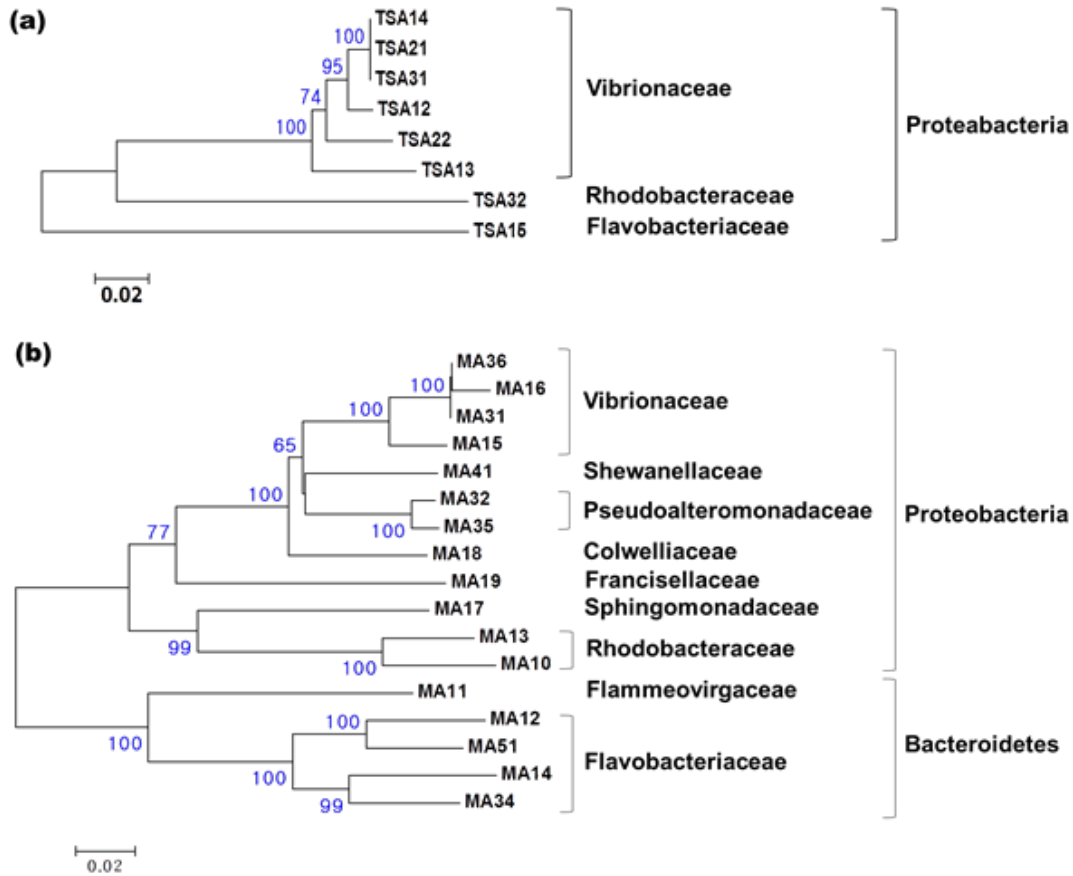 (a)
TSA14
100
TSA21
95
TSA31
Vibrionaceae
74
TSA12
100
Proteabacteria
TSA22
TSA13
TSA32
Rhodobacteraceae
TSA15
Flavobacteriaceae
0.02
(b)
MA36
100
MA16
Vibrionaceae
100
MA31
65
MA15
MA41
Shewanellaceae
100
MA32
Pseudoalteromonadaceae
Proteobacteria
100
MA35
77
MA18
Colwelliaceae
MA19
Francisellaceae
MA17
Sphingomonadaceae
99
MA13
Rhodobacteraceae
100
MA10
MA11
Flammeovirgaceae
100
MA12
100
MA51
Flavobacteriaceae
Bacteroidetes
100
MA14
99
MA34
0.02